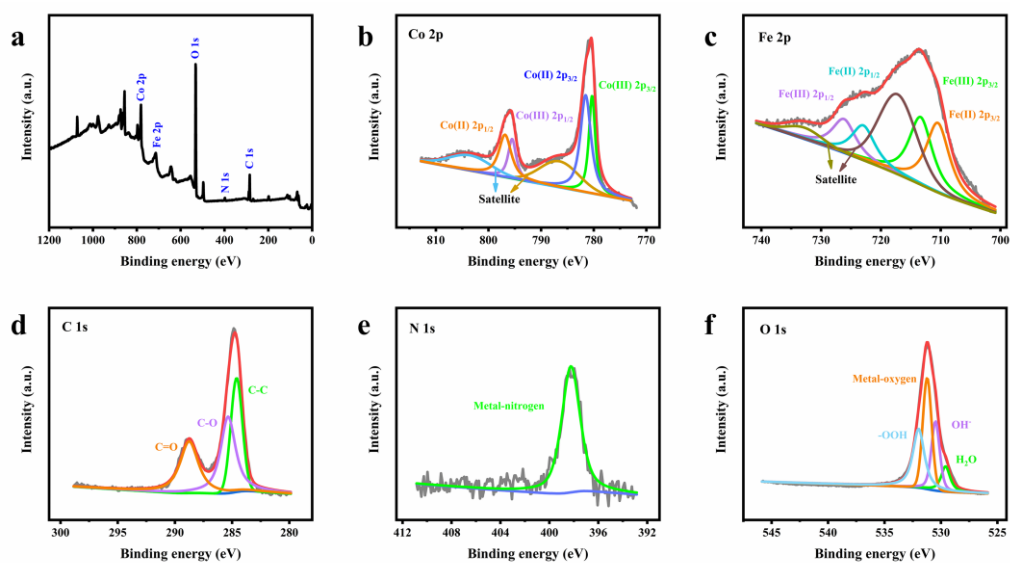 a
O 1s
Co 2p
Fe 2p
N 1s
C 1s
Intensity (a.u.)
1200 1000 800 600 400 200 0
Binding energy (eV)
b
Co 2p
Co(II) 2p3/2
Co(III) 2p3/2
Co(II) 2p1/2
Co(III) 2p1/2
Satellite
Intensity (a.u.)
810 800 790 780 770
Binding energy (eV)
c
Fe 2p
Fe(II) 2p1/2
Fe(III) 2p3/2
Fe(III) 2p1/2
Fe(II) 2p3/2
Satellite
Intensity (a.u.)
740 730 720 710 700
Binding energy (eV)
d
C 1s
C-C
C-O
C=O
Intensity (a.u.)
300 295 290 285 280
Binding energy (eV)
e
N 1s
Metal-nitrogen
Intensity (a.u.)
412 408 404 400 396 392
Binding energy (eV)
f
O 1s
Metal-oxygen
OH-
-OOH
H2O
Intensity (a.u.)
545 540 535 530 525
Binding energy (eV)